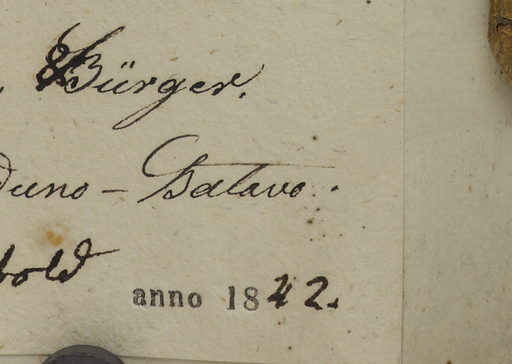 Bürger.
duno-Batavo.
bold
anno 1842.